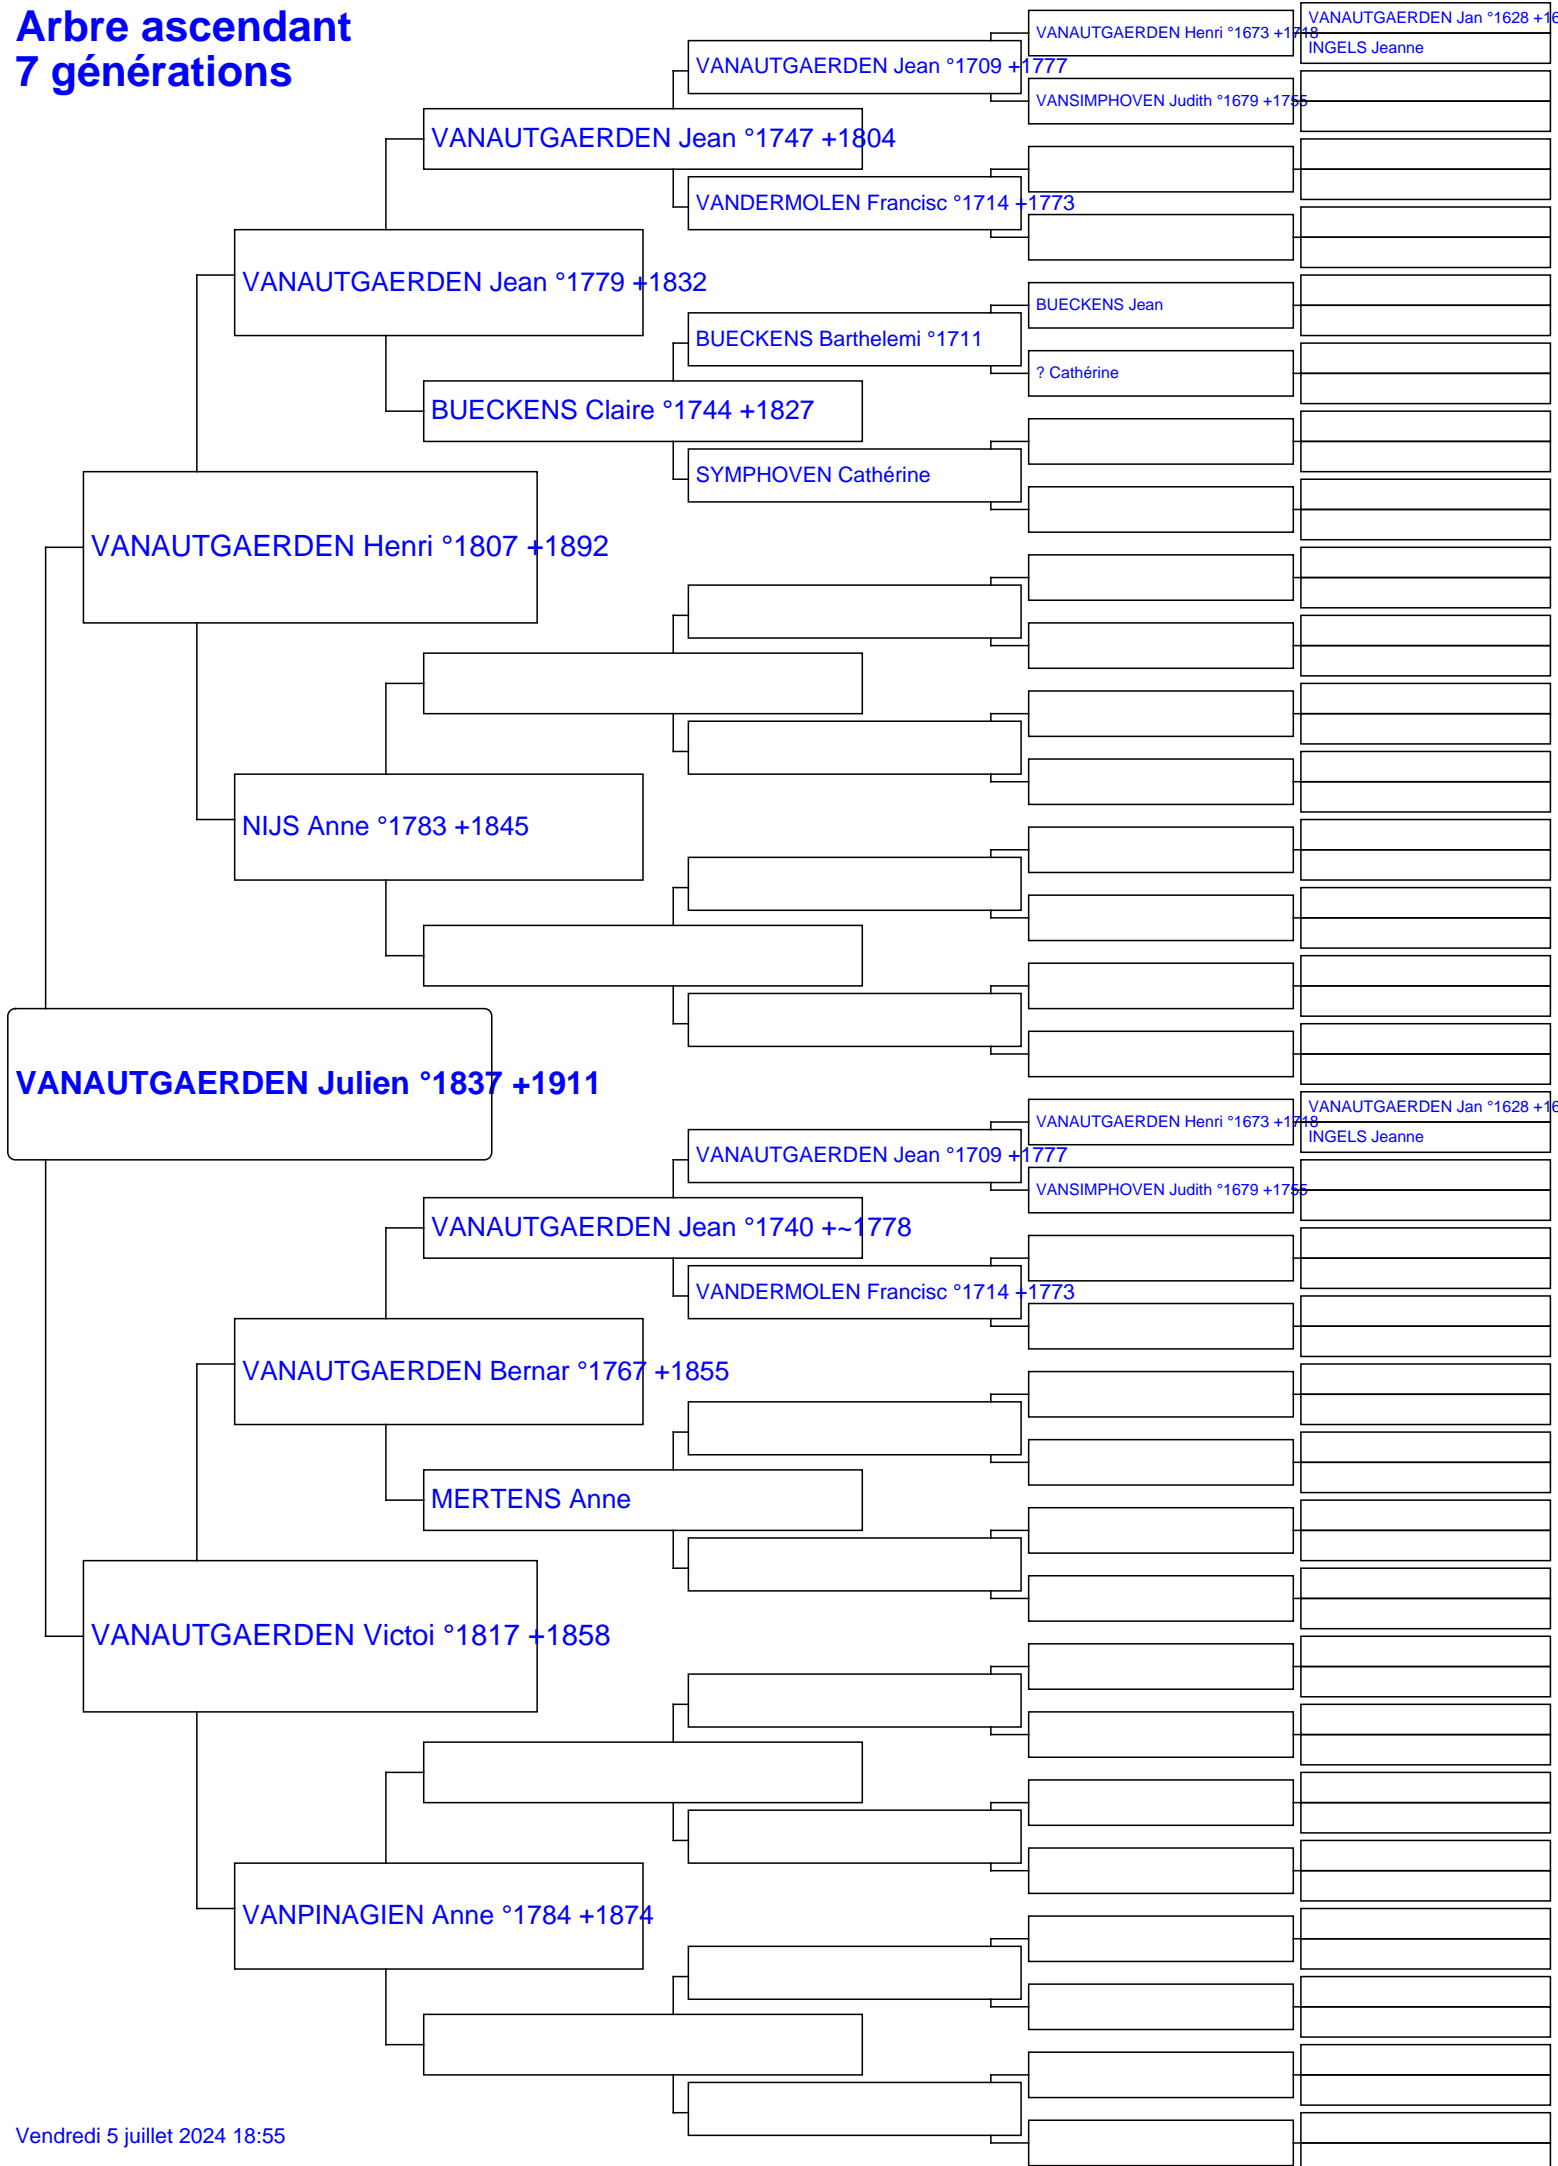 Arbre ascendant
7 générations
VANAUTGAERDEN Jan °1628 +16
VANAUTGAERDEN Henri °1673 +1718
INGELS Jeanne
VANAUTGAERDEN Jean °1709 +1777
VANSIMPHOVEN Judith °1679 +1755
VANAUTGAERDEN Jean °1747 +1804
VANDERMOLEN Francisc °1714 +1773
VANAUTGAERDEN Jean °1779 +1832
BUECKENS Jean
BUECKENS Barthelemi °1711
? Cathérine
BUECKENS Claire °1744 +1827
SYMPHOVEN Cathérine
VANAUTGAERDEN Henri °1807 +1892
NIJS Anne °1783 +1845
VANAUTGAERDEN Julien °1837 +1911
VANAUTGAERDEN Jan °1628 +16
VANAUTGAERDEN Henri °1673 +1718
INGELS Jeanne
VANAUTGAERDEN Jean °1709 +1777
VANSIMPHOVEN Judith °1679 +1755
VANAUTGAERDEN Jean °1740 +~1778
VANDERMOLEN Francisc °1714 +1773
VANAUTGAERDEN Bernar °1767 +1855
MERTENS Anne
VANAUTGAERDEN Victoi °1817 +1858
VANPINAGIEN Anne °1784 +1874
Vendredi 5 juillet 2024 18:55